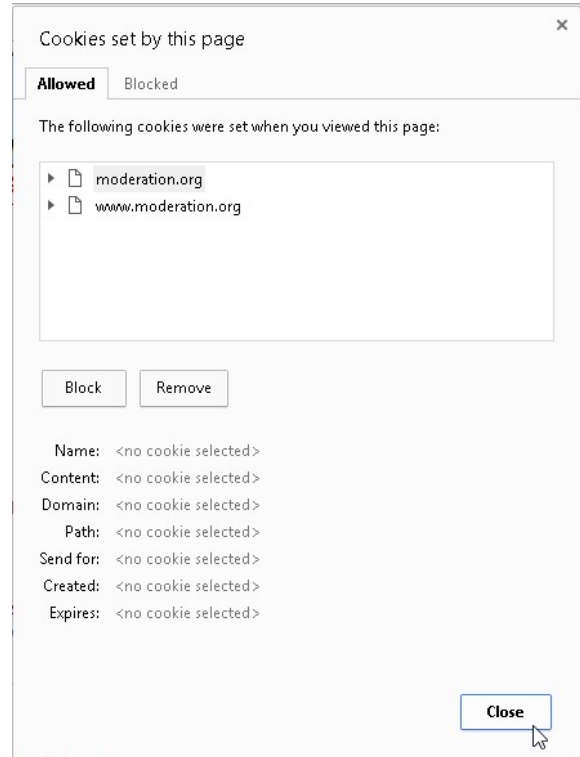 Cookies set by this page
Allowed Blocked
The following cookies were set when you viewed this page:
moderation.org
www.moderation.org
Block Remove
Name: <no cookie selected>
Content: <no cookie selected>
Domain: <no cookie selected>
Path: <no cookie selected>
Send for: <no cookie selected>
Created: <no cookie selected>
Expires: <no cookie selected>
Close